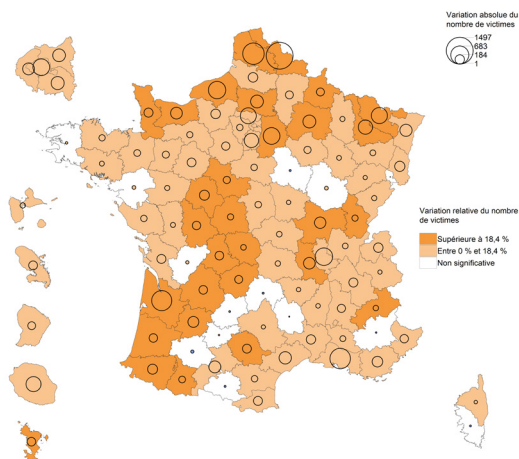 Variation absolue du
nombre de victimes
1497
683
184
1
Variation relative du nombre
de victimes
Supérieure à 18,4 %
Entre 0 % et 18,4 %
Non significative